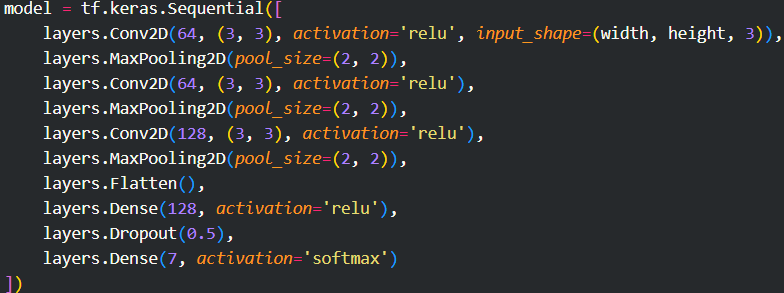 model = tf.keras.Sequential([
    layers.Conv2D(64, (3, 3), activation='relu', input_shape=(width, height, 3)),
    layers.MaxPooling2D(pool_size=(2, 2)),
    layers.Conv2D(64, (3, 3), activation='relu'),
    layers.MaxPooling2D(pool_size=(2, 2)),
    layers.Conv2D(128, (3, 3), activation='relu'),
    layers.MaxPooling2D(pool_size=(2, 2)),
    layers.Flatten(),
    layers.Dense(128, activation='relu'),
    layers.Dropout(0.5),
    layers.Dense(7, activation='softmax')
])